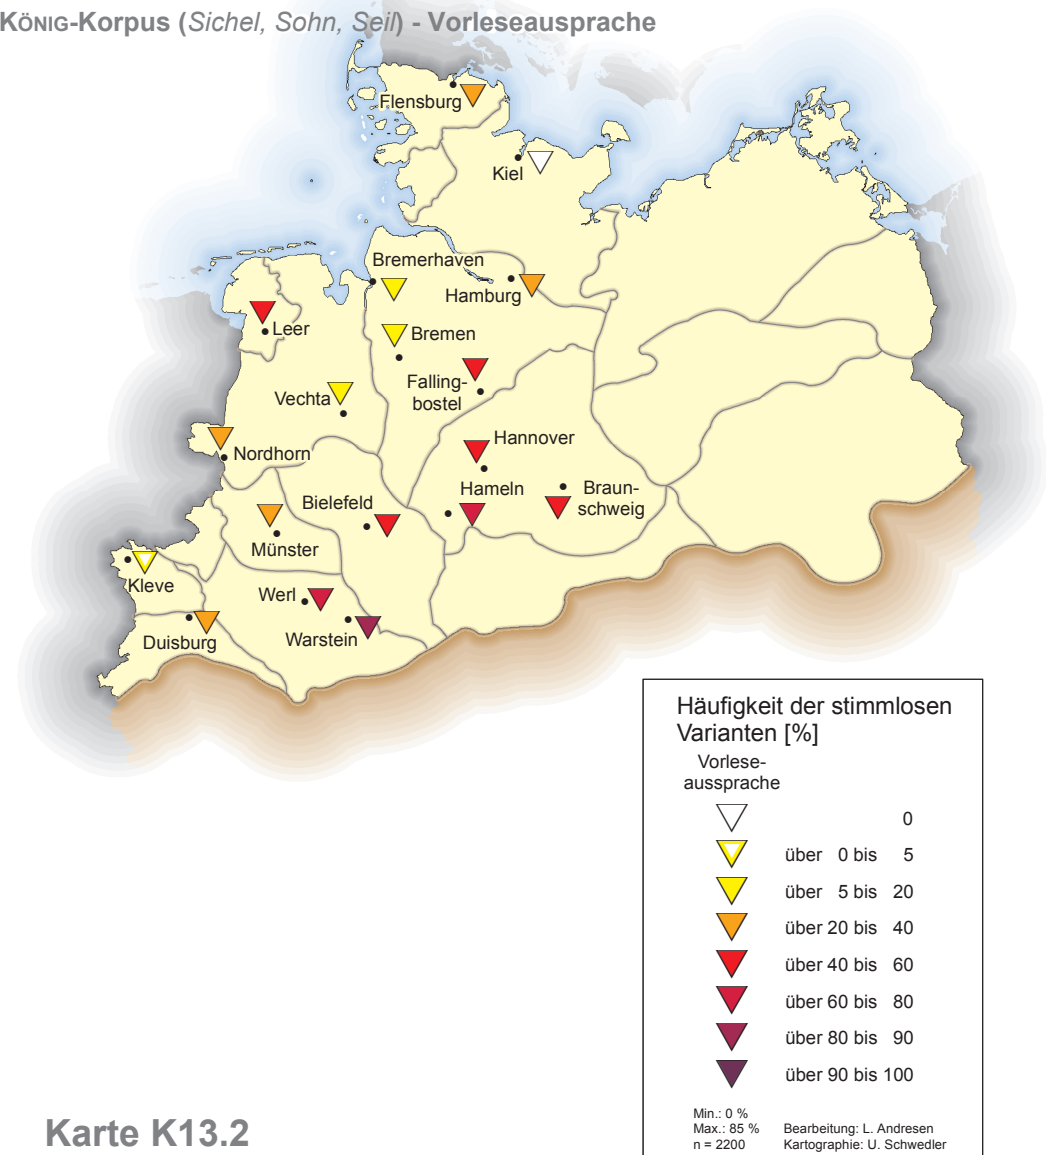 KÖNIG-Korpus (Sichel, Sohn, Seil) - Vorleseaussprache
Flensburg
Kiel
Bremerhaven
Hamburg
Leer
Bremen
Falling-
bostel
Vechta
Nordhorn
Hannover
Hameln
Braun-
schweig
Bielefeld
Münster
Kleve
Werl
Duisburg
Warstein
Häufigkeit der stimmlosen
Varianten [%]
Vorlese-
aussprache
0
über 0 bis 5
über 5 bis 20
über 20 bis 40
über 40 bis 60
über 60 bis 80
über 80 bis 90
über 90 bis 100
Min.: 0 %
Max.: 85 % Bearbeitung: L. Andresen
n = 2200 Kartographie: U. Schwedler
Karte K13.2